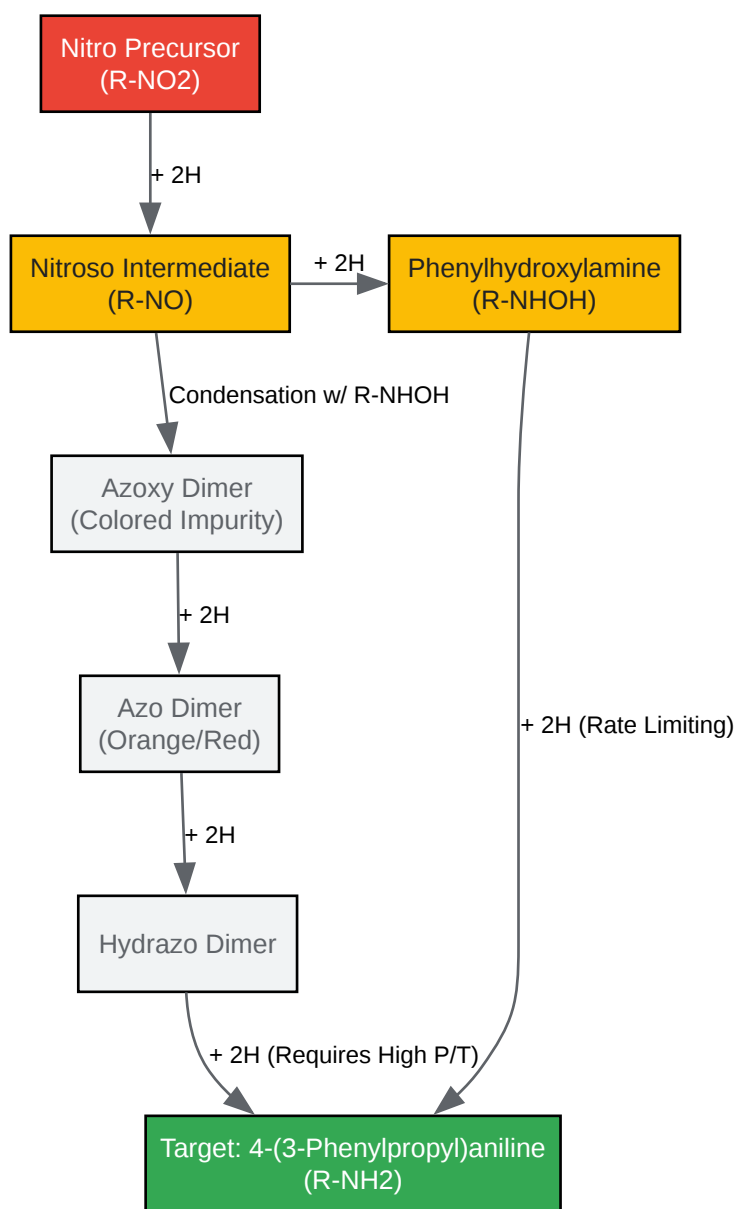 Nitro Precursor
(R-NO2)
+ 2H
Nitroso Intermediate
(R-NO)
+ 2H
Phenylhydroxylamine
(R-NHOH)
Condensation w/ R-NHOH
Azoxy Dimer
(Colored Impurity)
+ 2H
Azo Dimer
(Orange/Red)
+ 2H (Rate Limiting)
+ 2H
Hydrazo Dimer
+ 2H (Requires High P/T)
Target: 4-(3-Phenylpropyl)aniline
(R-NH2)